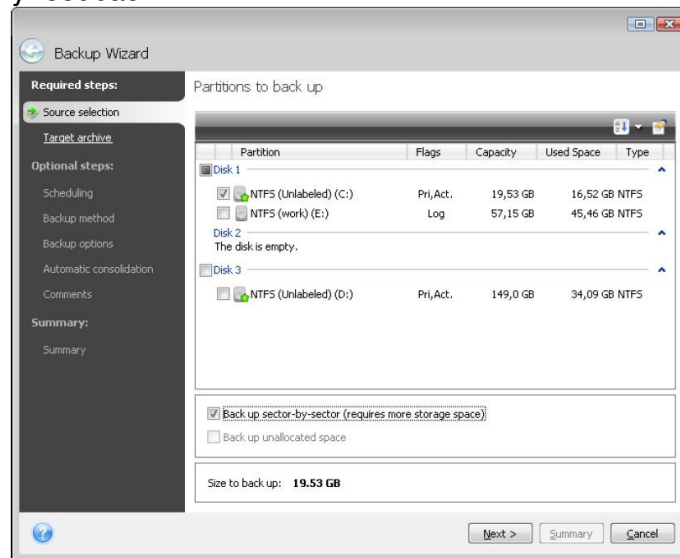 Backup Wizard
Required steps:
Source selection
Target archive
Optional steps:
Scheduling
Backup method
Backup options
Automatic consolidation
Comments
Summary:
Summary
Partitions to back up
Partition Flags Capacity Used Space Type
Disk 1
NTFS (Unlabeled) (C:) Pri,Act. 19,53 GB 16,52 GB NTFS
NTFS (work) (E:) Log 57,15 GB 45,46 GB NTFS
Disk 2
The disk is empty.
Disk 3
NTFS (Unlabeled) (D:) Pri,Act. 149,0 GB 34,09 GB NTFS
Back up sector-by-sector (requires more storage space)
Back up unallocated space
Size to back up: 19.53 GB
Next > Summary Cancel